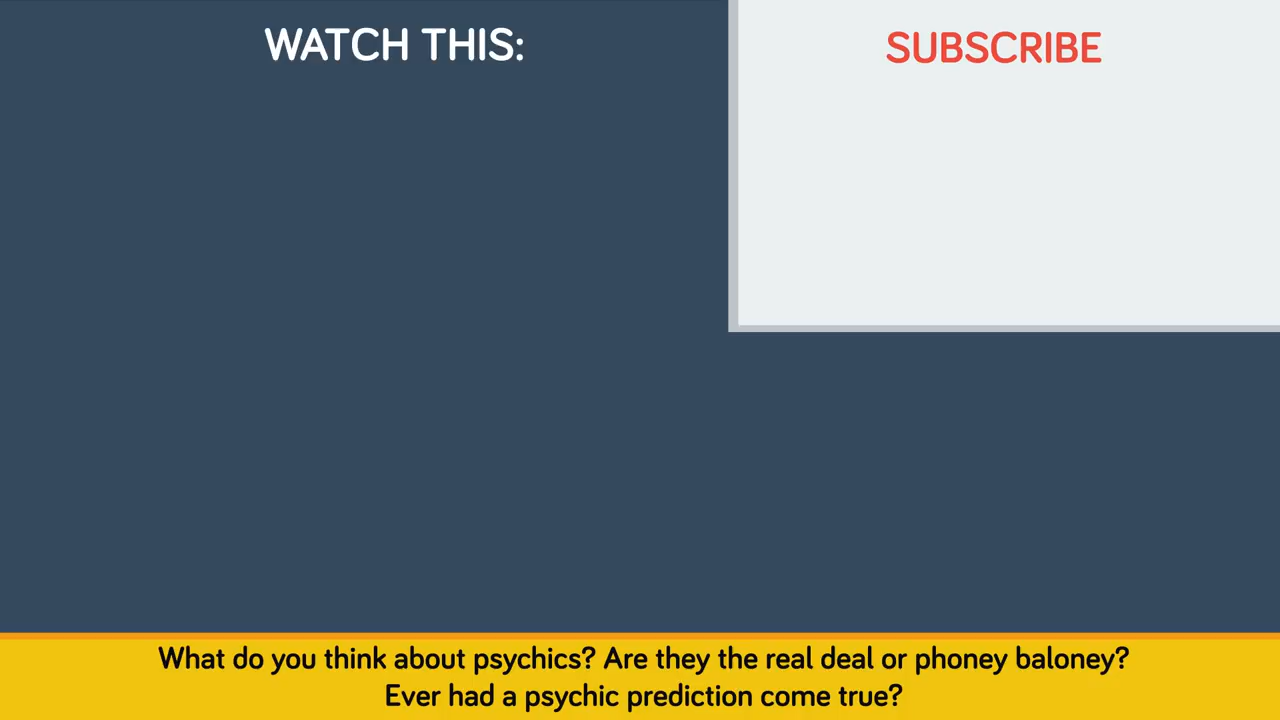 WATCH THIS:
SUBSCRIBE
What do you think about psychics? Are they the real deal or phoney baloney?
Ever had a psychic prediction come true?